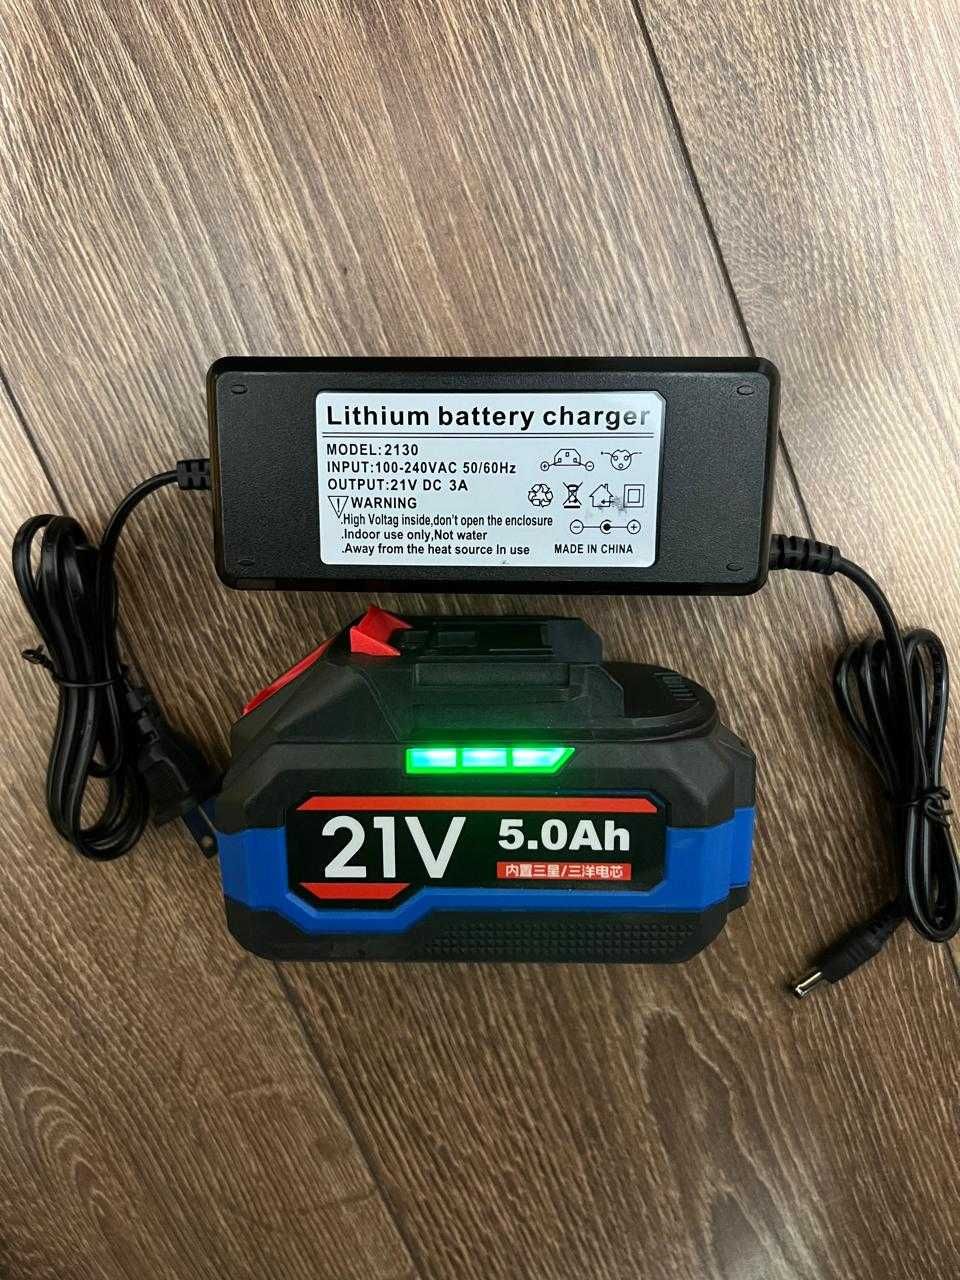 Lithium battery charger
MODEL:2130
INPUT:100-240VAC 50/60Hz
OUTPUT:21V DC 3A
WARNING
.High Voltag inside,don't open the enclosure
.Indoor use only,Not water
.Away from the heat source In use
MADE IN CHINA
21V
5.0Ah
内置三星/三洋电芯